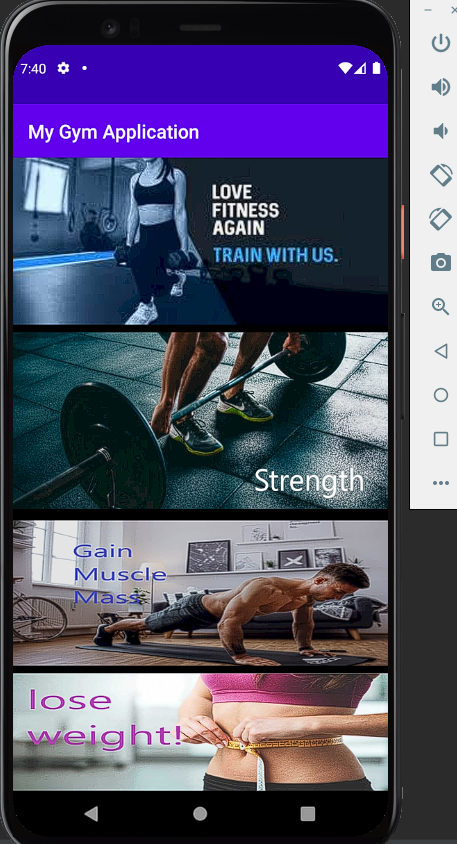 7:40
My Gym Application
LOVE
FITNESS
AGAIN
TRAIN WITH US.
Strength
Gain
Muscle
Mass
lose
weight!